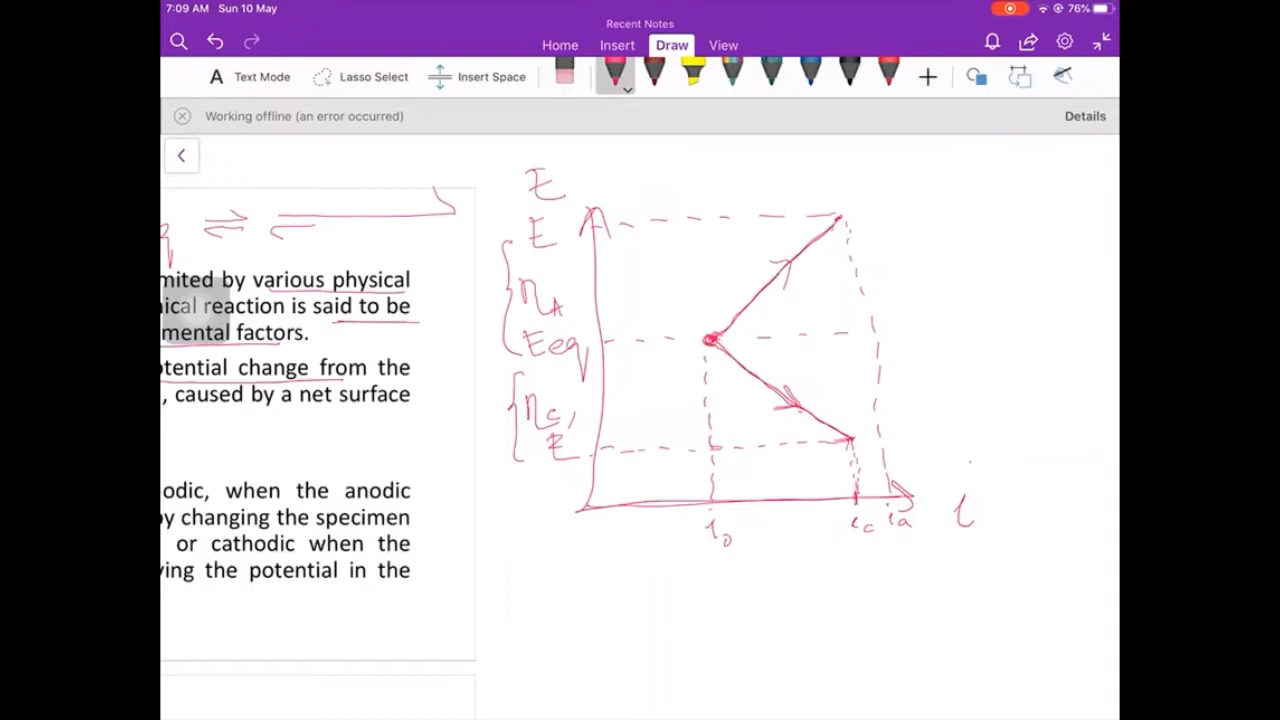 7:09 AM Sun 10 May
76%
Recent Notes
Home Insert Draw View
A Text Mode Lasso Select Insert Space
Working offline (an error occurred) Details
mited by various physical
ical reaction is said to be
mental factors.
tential change from the
, caused by a net surface
odic, when the anodic
y changing the specimen
or cathodic when the
ing the potential in the
E
E
ηA
Eeq
ηc,
E
i0 ic ia i